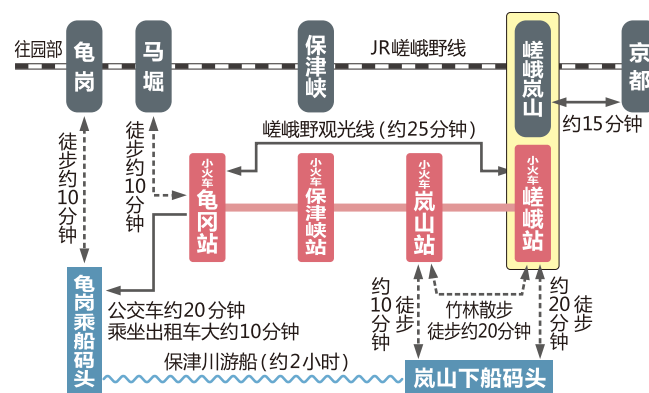 往园部
龟岗
马堀
保津峡
JR嵯峨野线
嵯峨岚山
京都
约15分钟
徒步约10分钟
徒步约10分钟
嵯峨野观光线(约25分钟)
小火车
龟冈站
小火车
保津峡站
小火车
岚山站
小火车
嵯峨站
龟岗乘船码头
公交车约20分钟
乘坐出租车大约10分钟
徒步
约10分钟
竹林散步
徒步约20分钟
徒步
约20分钟
保津川游船(约2小时)
岚山下船码头